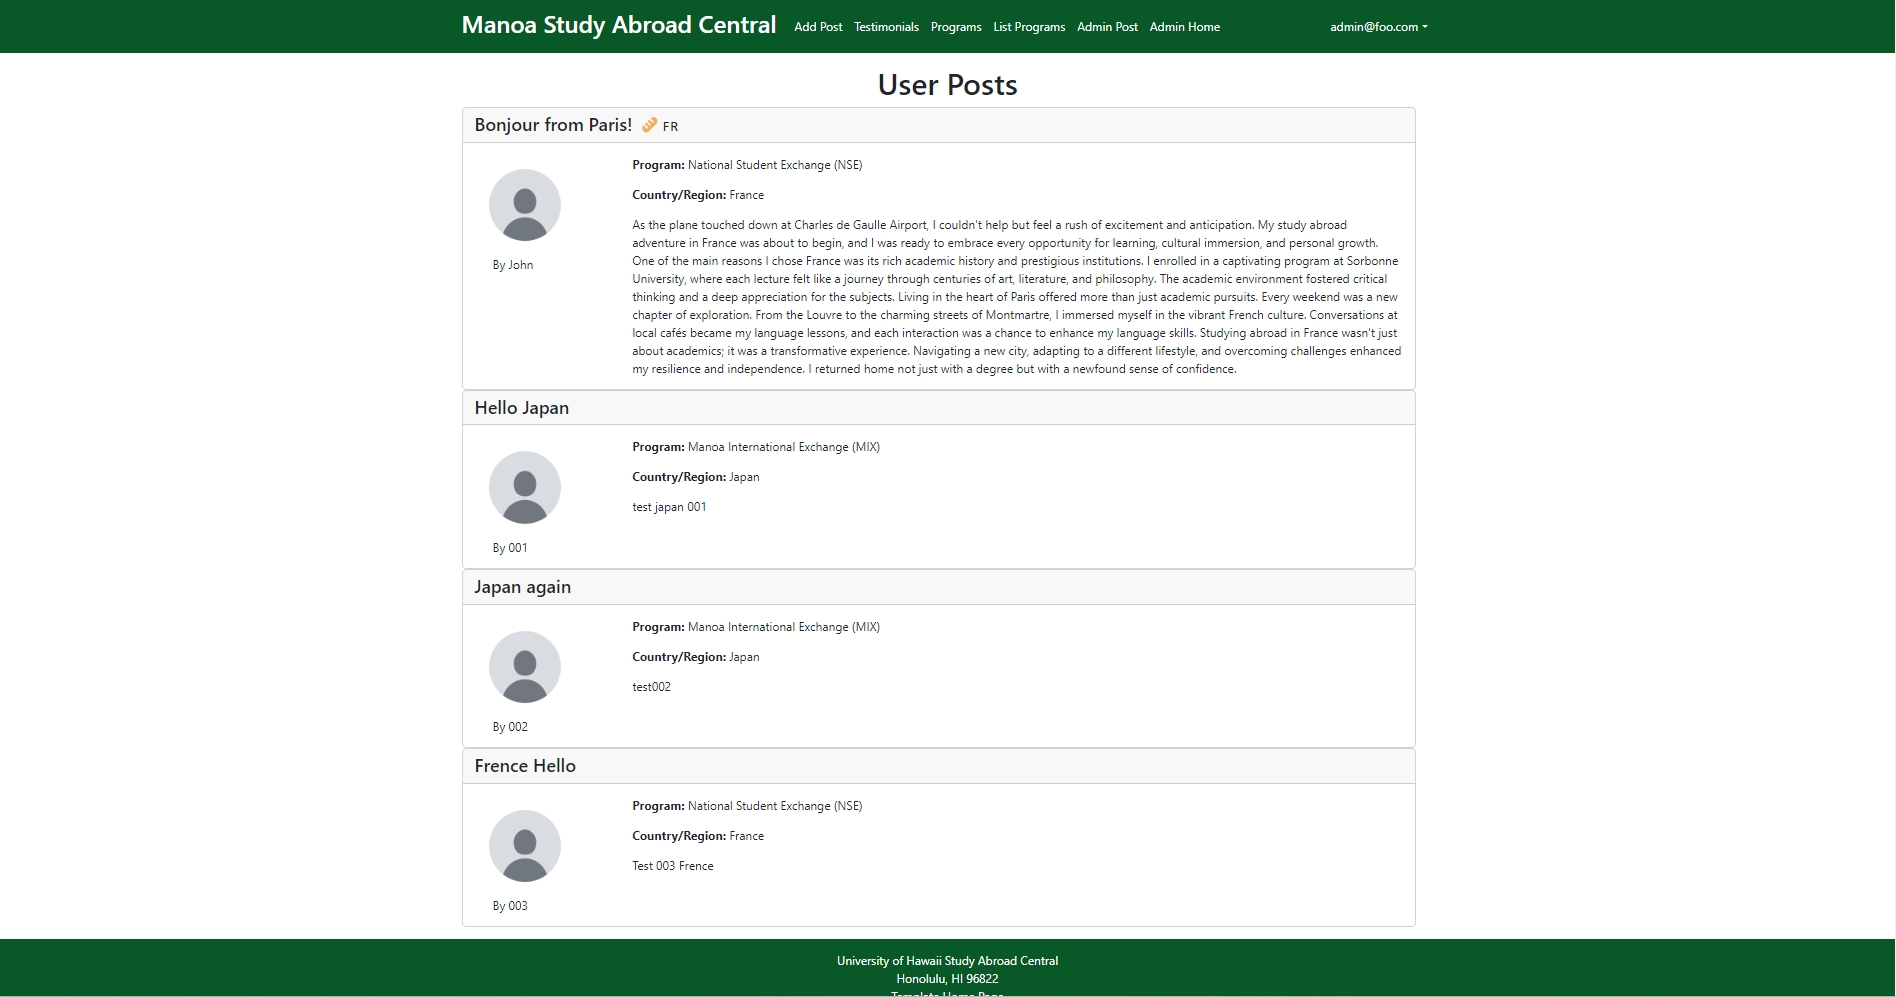 Manoa Study Abroad Central Add Post Testimonials Programs List Programs Admin Post Admin Home admin@foo.com
User Posts
Bonjour from Paris! 🥖 FR
Program: National Student Exchange (NSE)
Country/Region: France
As the plane touched down at Charles de Gaulle Airport, I couldn't help but feel a rush of excitement and anticipation. My study abroad
adventure in France was about to begin, and I was ready to embrace every opportunity for learning, cultural immersion, and personal growth.
One of the main reasons I chose France was its rich academic history and prestigious institutions. I enrolled in a captivating program at Sorbonne
University, where each lecture felt like a journey through centuries of art, literature, and philosophy. The academic environment fostered critical
thinking and a deep appreciation for the subjects. Living in the heart of Paris offered more than just academic pursuits. Every weekend was a new
chapter of exploration. From the Louvre to the charming streets of Montmartre, I immersed myself in the vibrant French culture. Conversations at
local cafés became my language lessons, and each interaction was a chance to enhance my language skills. Studying abroad in France wasn't just
about academics; it was a transformative experience. Navigating a new city, adapting to a different lifestyle, and overcoming challenges enhanced
my resilience and independence. I returned home not just with a degree but with a newfound sense of confidence.
By John
Hello Japan
Program: Manoa International Exchange (MIX)
Country/Region: Japan
test japan 001
By 001
Japan again
Program: Manoa International Exchange (MIX)
Country/Region: Japan
test002
By 002
Frence Hello
Program: National Student Exchange (NSE)
Country/Region: France
Test 003 Frence
By 003
University of Hawaii Study Abroad Central
Honolulu, HI 96822
Template Home Page